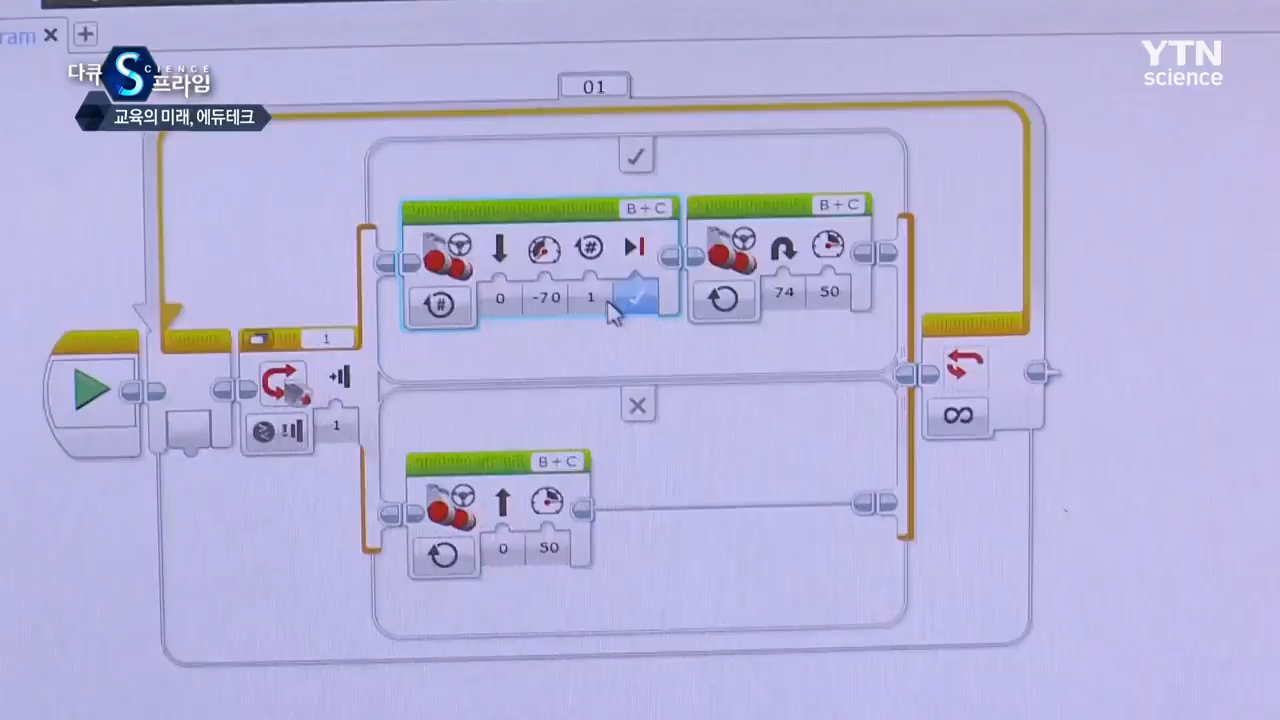 ram
다큐 S SCIENCE 프라임
교육의 미래, 에듀테크
YTN
science
01
B + C
B + C
0 -70 1
74 50
1
1
B + C
0 50